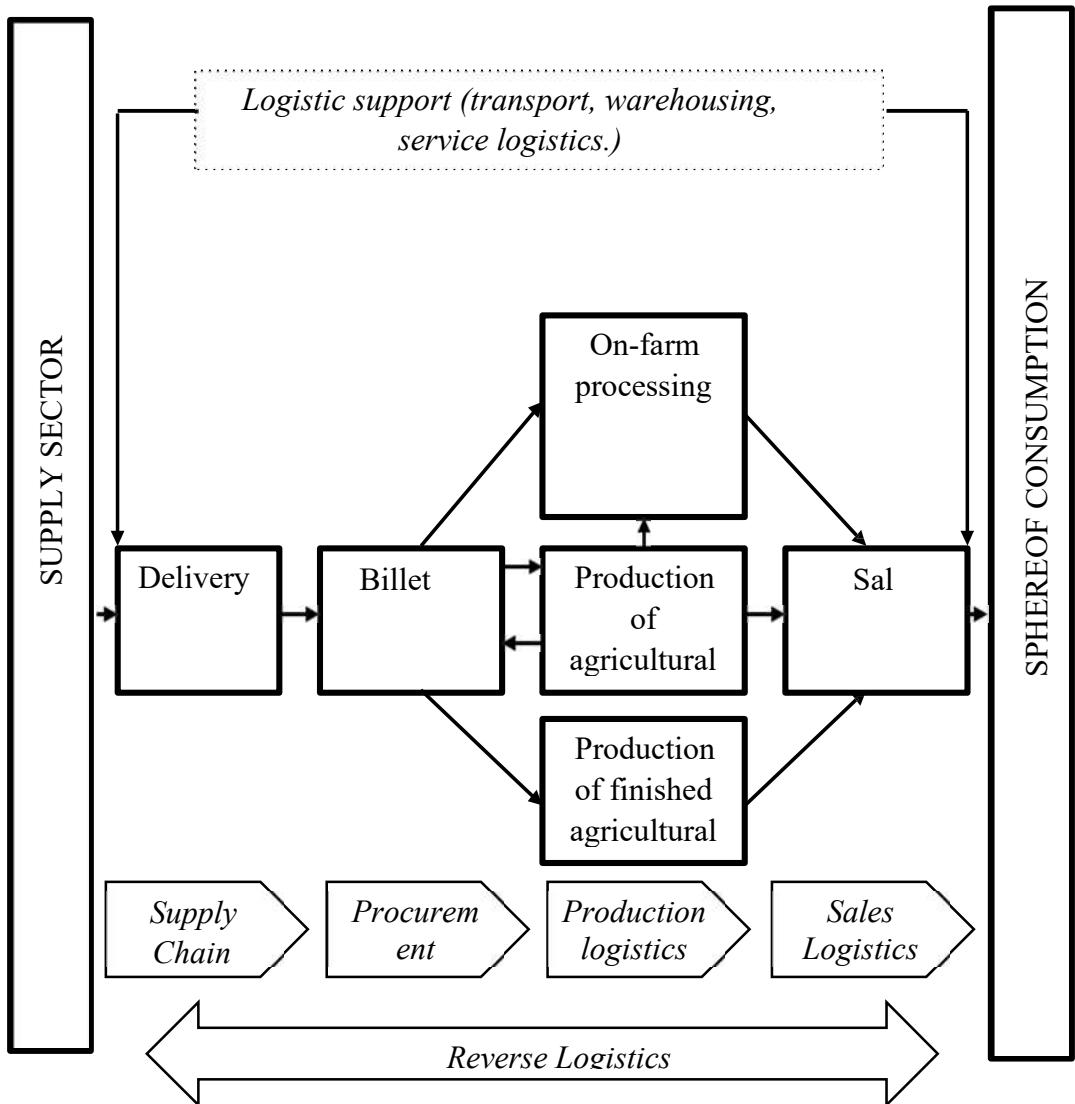 Logistic support (transport, warehousing,
service logistics.)
SUPPLY SECTOR
SPHEREOF CONSUMPTION
On-farm
processing
Delivery
Billet
Production
of
agricultural
Sal
Production
of finished
agricultural
Supply
Chain
Procurem
ent
Production
logistics
Sales
Logistics
Reverse Logistics